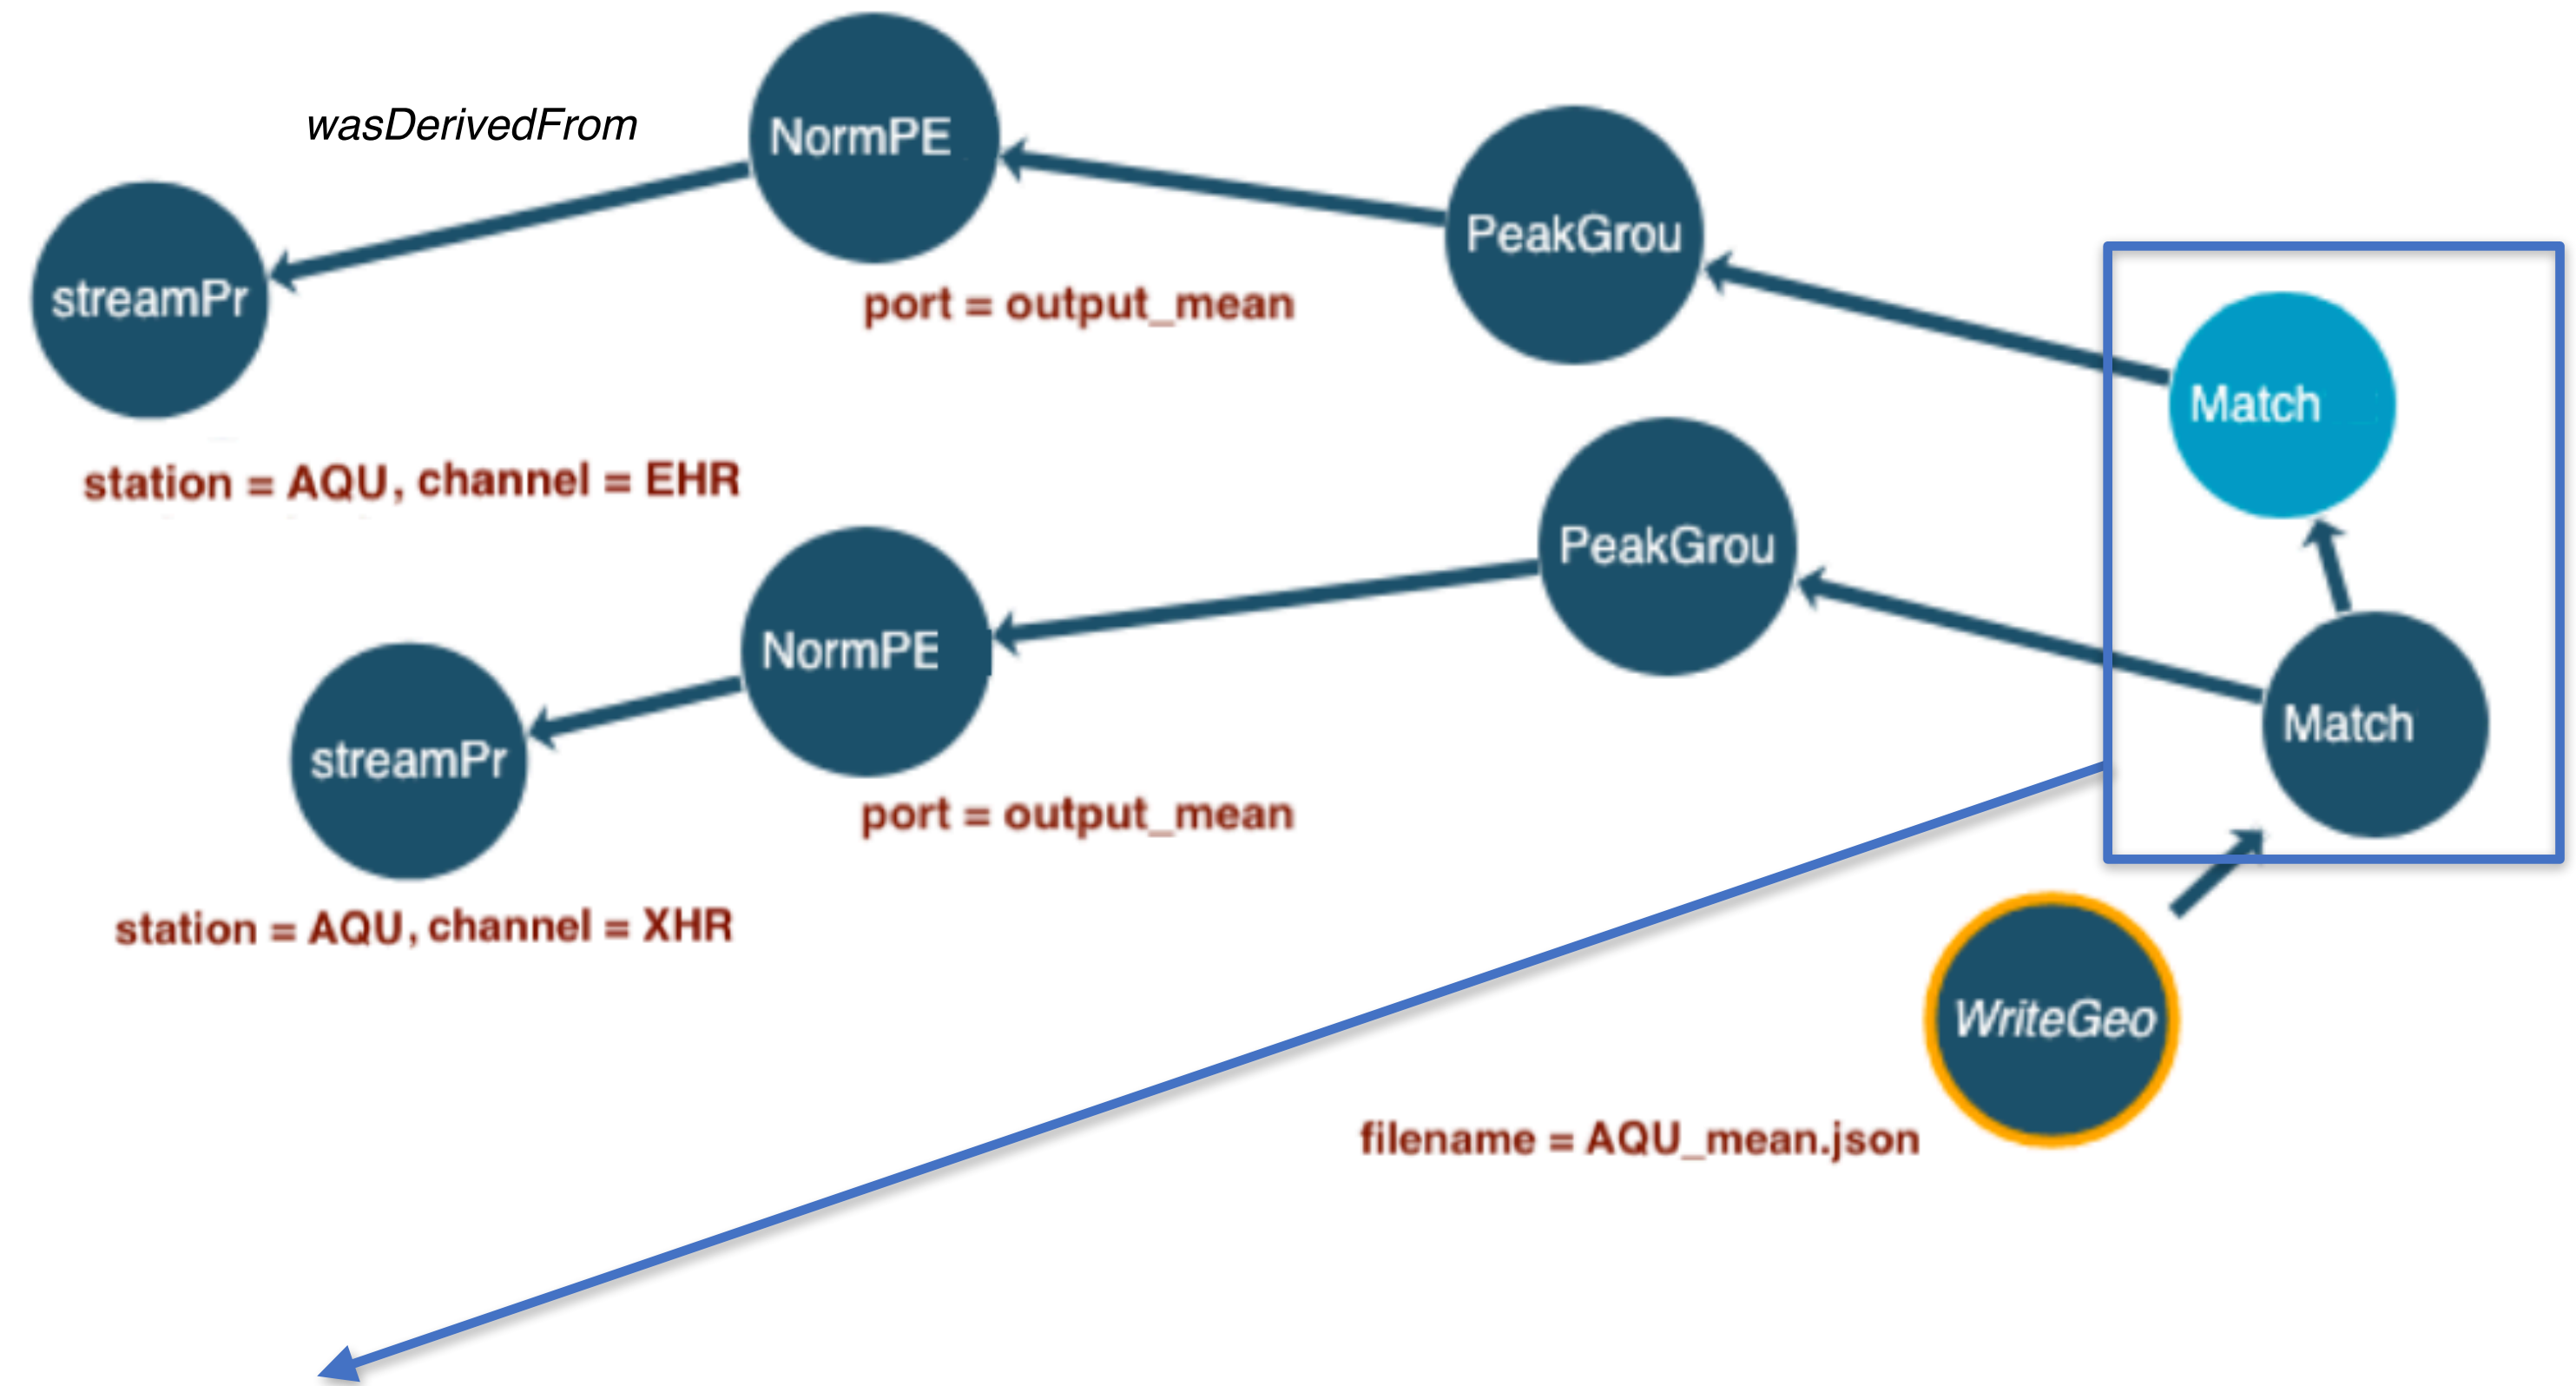 wasDerivedFrom
NormPE
streamPr
PeakGrou
port = output_mean
Match
station = AQU, channel = EHR
PeakGrou
NormPE
streamPr
Match
port = output_mean
station = AQU, channel = XHR
WriteGeo
filename = AQU_mean.json